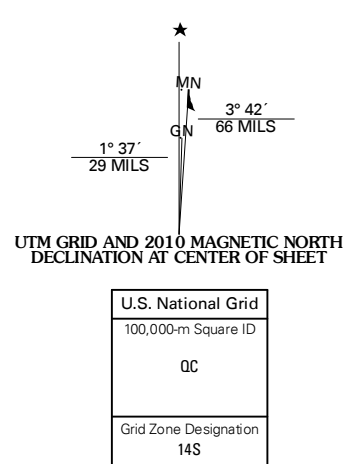 ★
MN
3° 42´
66 MILS
GN
1° 37´
29 MILS
UTM GRID AND 2010 MAGNETIC NORTH
DECLINATION AT CENTER OF SHEET
U.S. National Grid
100,000-m Square ID
QC
Grid Zone Designation
14S